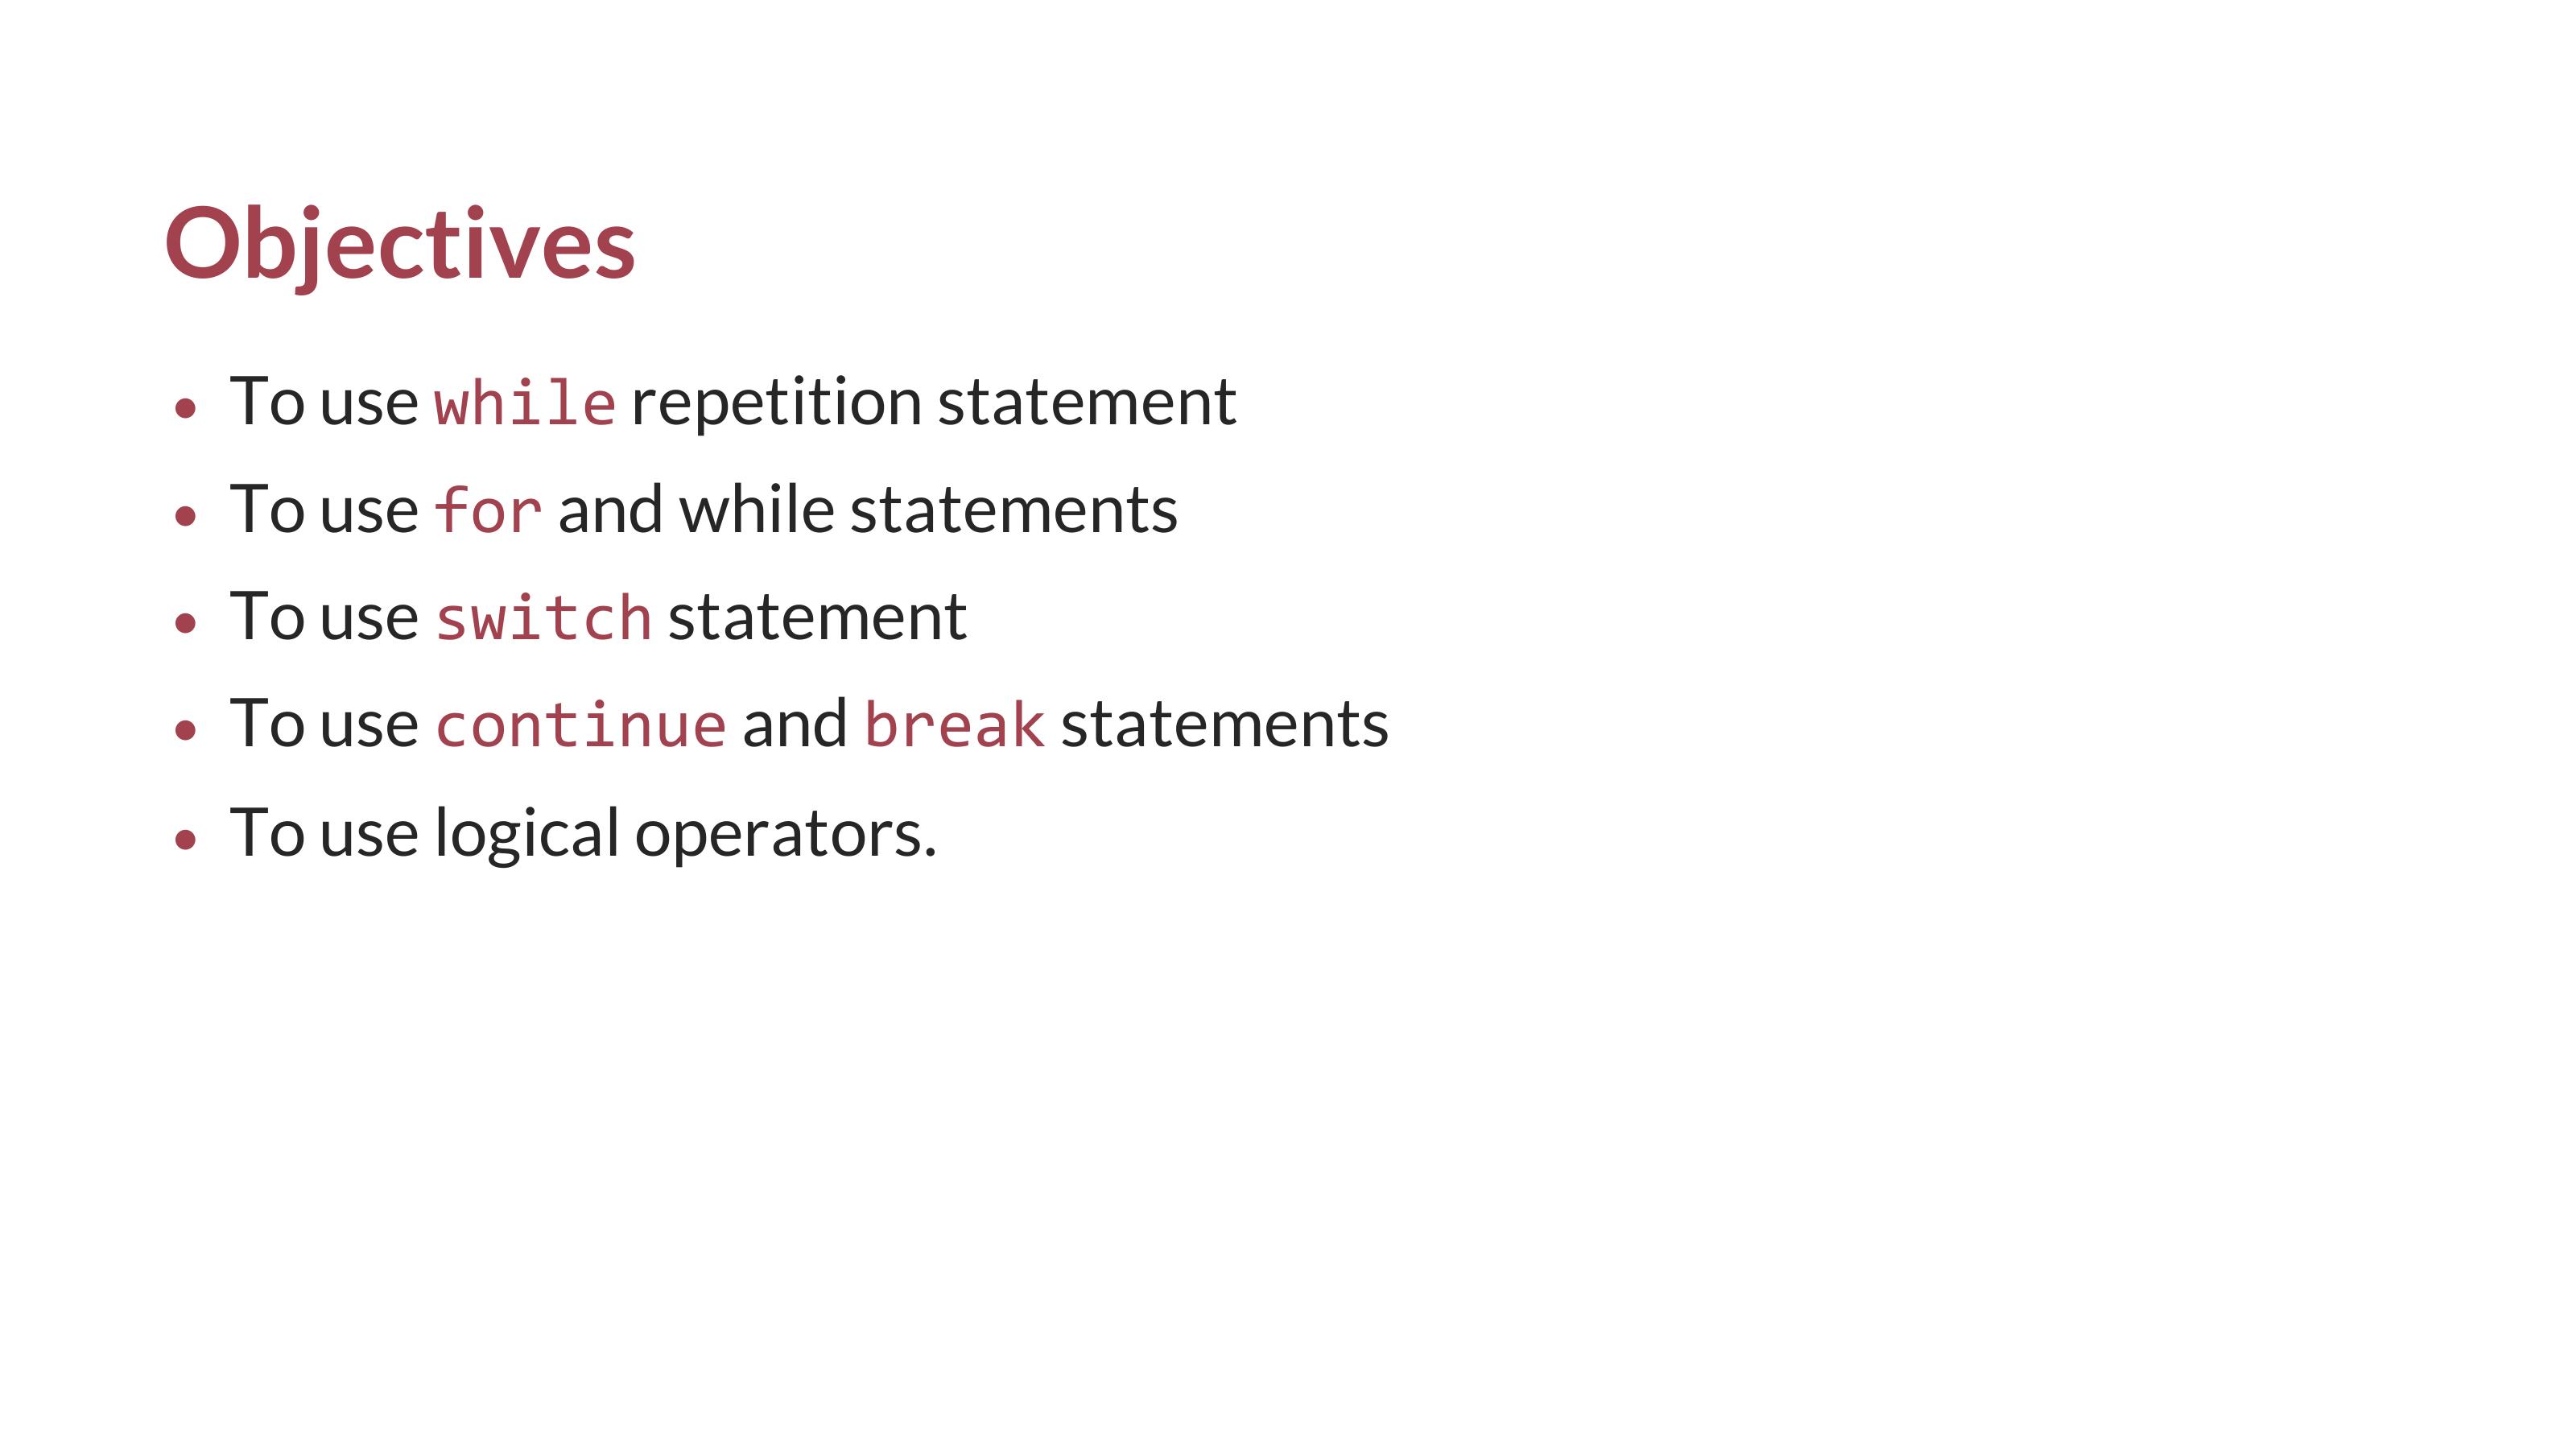 Objectives
• To use while repetition statement
• To use for and while statements
• To use switch statement
• To use continue and break statements
• To use logical operators.